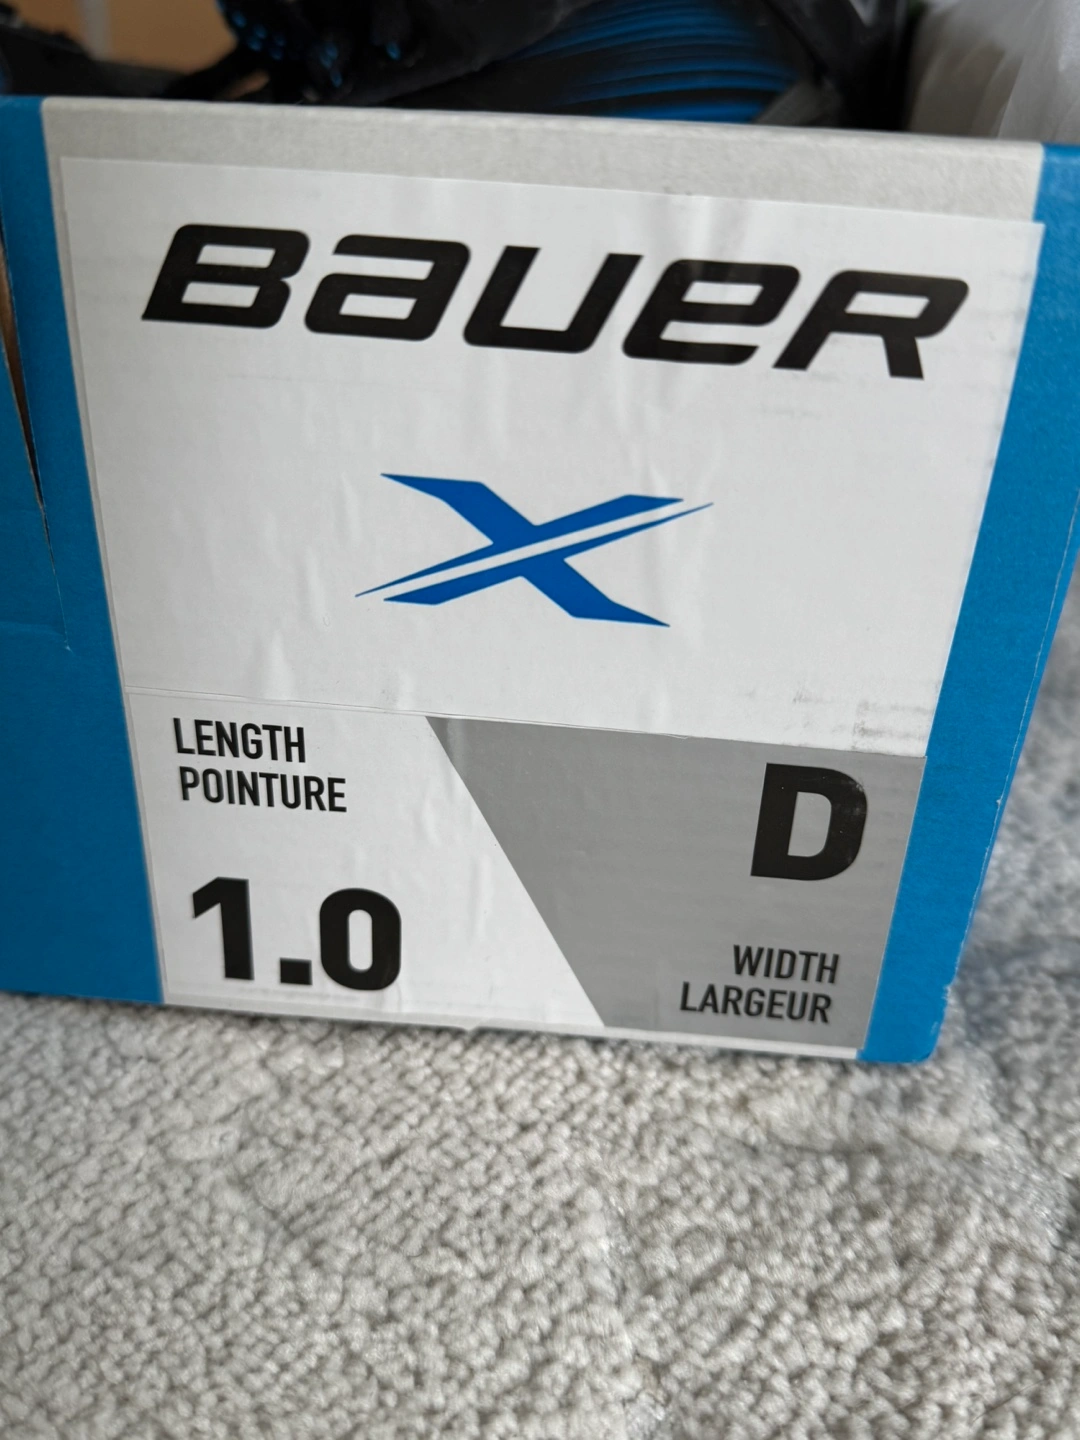 BAUER
X
LENGTH
POINTURE
1.0
D
WIDTH
LARGEUR